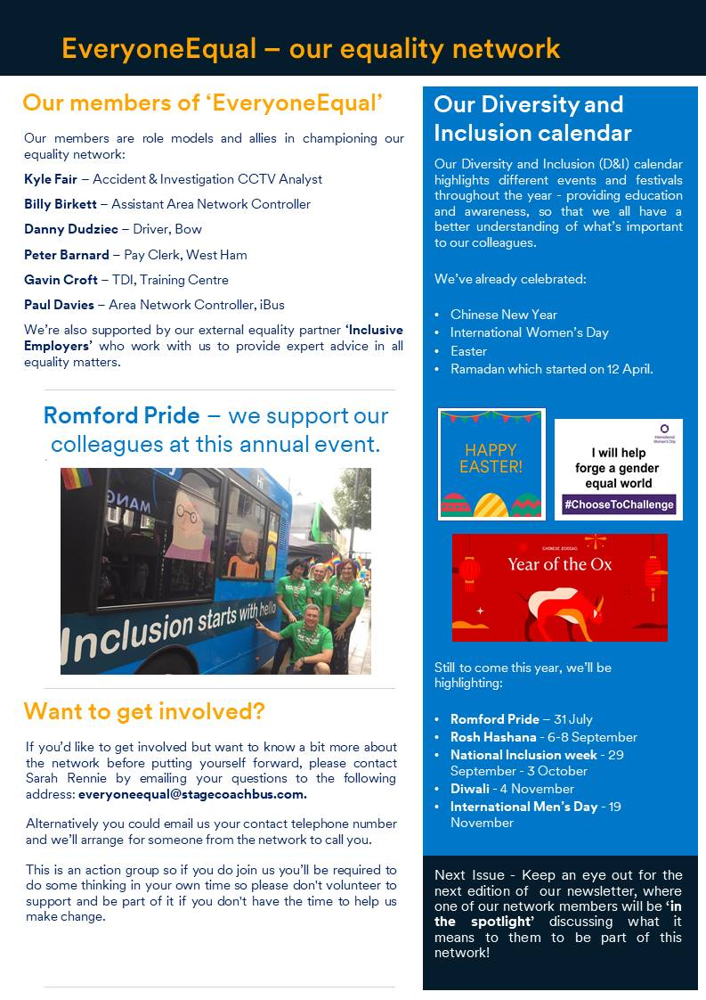 EveryoneEqual – our equality network
Our members of ‘EveryoneEqual’
Our members are role models and allies in championing our
equality network:
Kyle Fair – Accident & Investigation CCTV Analyst
Billy Birkett – Assistant Area Network Controller
Danny Dudziec – Driver, Bow
Peter Barnard – Pay Clerk, West Ham
Gavin Croft – TDI, Training Centre
Paul Davies – Area Network Controller, iBus
We’re also supported by our external equality partner ‘Inclusive
Employers’ who work with us to provide expert advice in all
equality matters.
Romford Pride – we support our
colleagues at this annual event.
Hi
Inclusion starts with hello
Want to get involved?
If you’d like to get involved but want to know a bit more about
the network before putting yourself forward, please contact
Sarah Rennie by emailing your questions to the following
address: everyoneequal@stagecoachbus.com.
Alternatively you could email us your contact telephone number
and we’ll arrange for someone from the network to call you.
This is an action group so if you do join us you’ll be required to
do some thinking in your own time so please don't volunteer to
support and be part of it if you don't have the time to help us
make change.
Our Diversity and
Inclusion calendar
Our Diversity and Inclusion (D&I) calendar
highlights different events and festivals
throughout the year - providing education
and awareness, so that we all have a
better understanding of what’s important
to our colleagues.
We’ve already celebrated:
• Chinese New Year
• International Women’s Day
• Easter
• Ramadan which started on 12 April.
HAPPY
EASTER!
International
Women's Day
I will help
forge a gender
equal world
#ChooseToChallenge
CHINESE ZODIAC
Year of the Ox
Still to come this year, we’ll be
highlighting:
• Romford Pride – 31 July
• Rosh Hashana - 6-8 September
• National Inclusion week - 29
September - 3 October
• Diwali - 4 November
• International Men’s Day - 19
November
Next Issue - Keep an eye out for the
next edition of our newsletter, where
one of our network members will be ‘in
the spotlight’ discussing what it
means to them to be part of this
network!